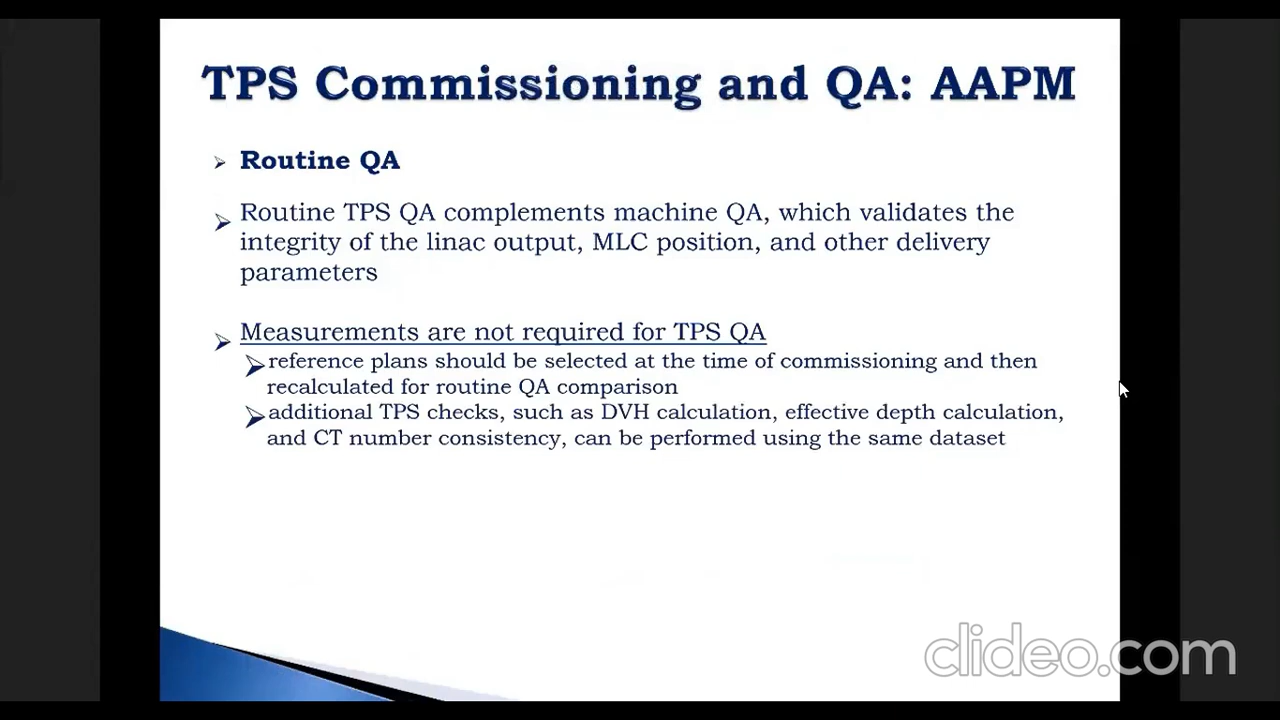 TPS Commissioning and QA: AAPM
Routine QA
Routine TPS QA complements machine QA, which validates the
integrity of the linac output, MLC position, and other delivery
parameters
Measurements are not required for TPS QA
reference plans should be selected at the time of commissioning and then
recalculated for routine QA comparison
additional TPS checks, such as DVH calculation, effective depth calculation,
and CT number consistency, can be performed using the same dataset
clideo.com